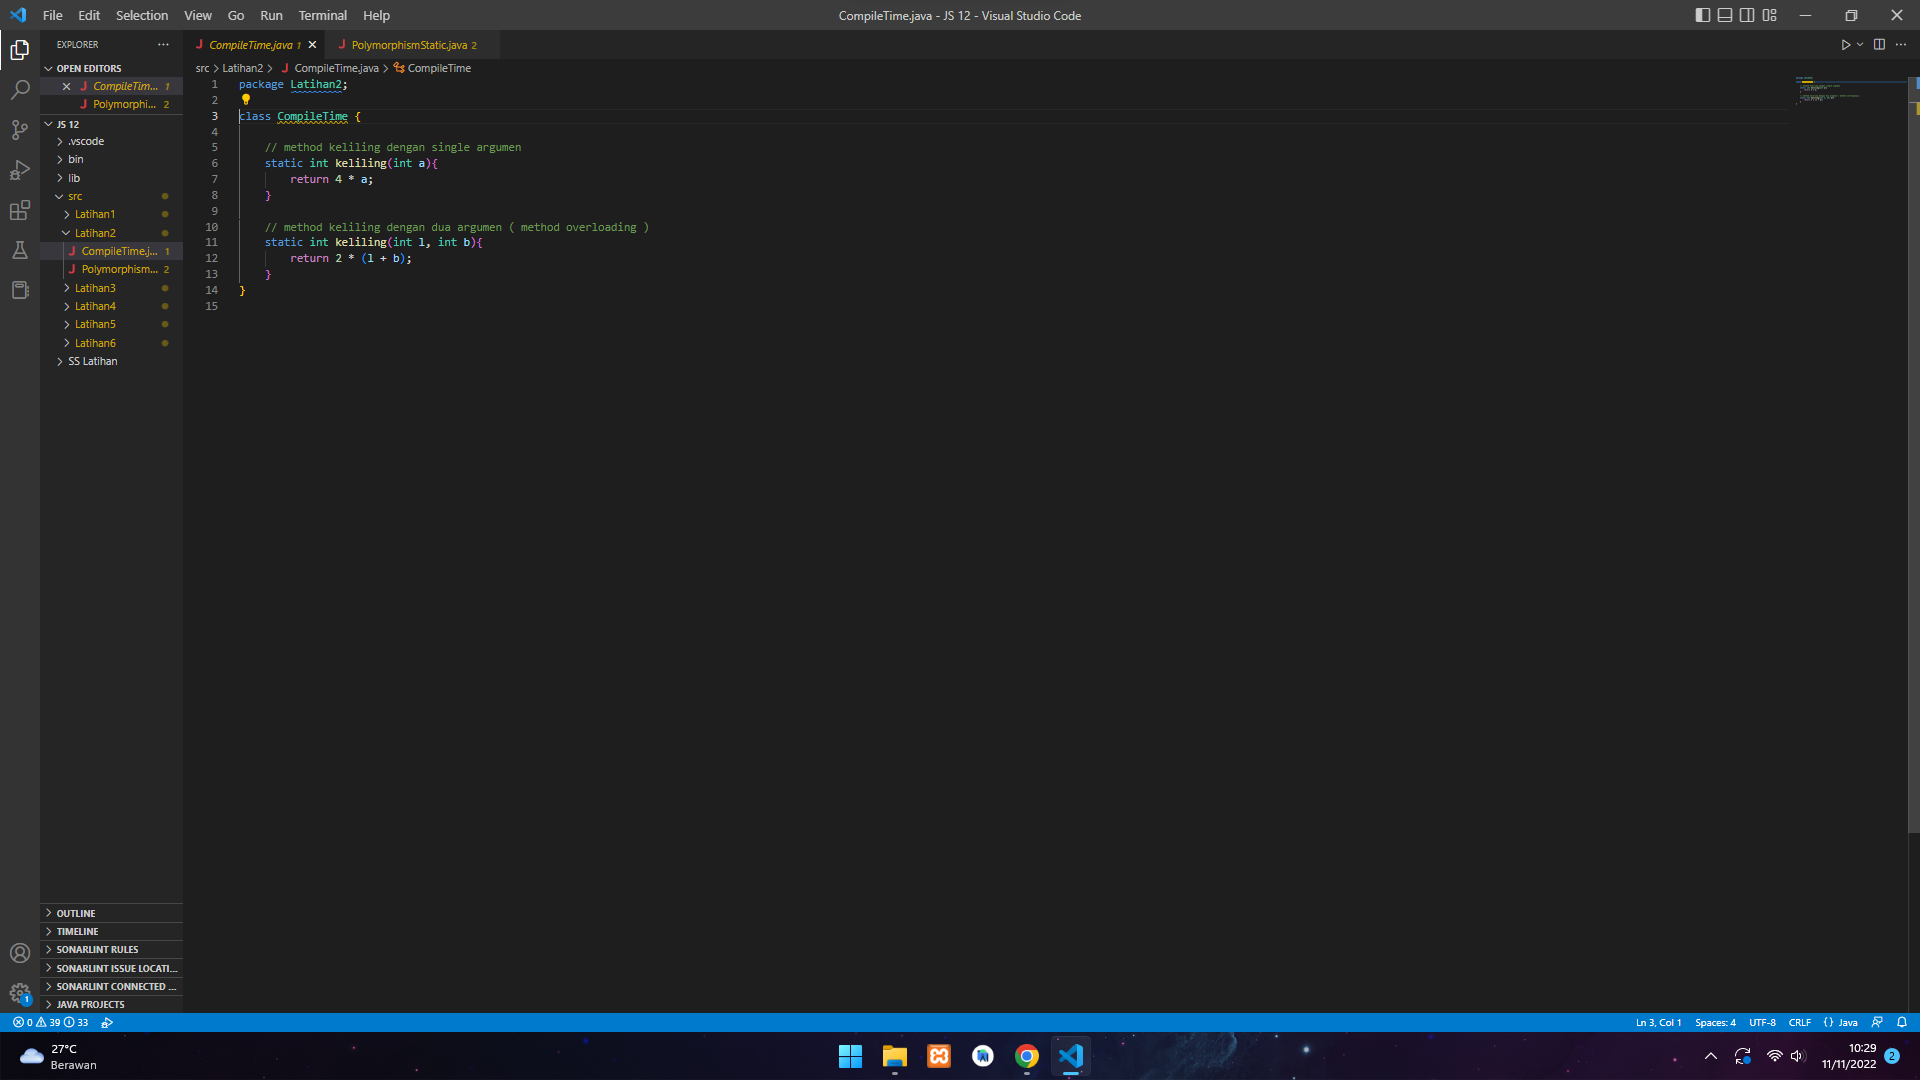 File Edit Selection View Go Run Terminal Help
CompileTime.java - JS 12 - Visual Studio Code
EXPLORER
OPEN EDITORS
CompileTim... 1
Polymorphi... 2
JS 12
.vscode
bin
lib
src
Latihan1
Latihan2
CompileTime.j... 1
Polymorphism... 2
Latihan3
Latihan4
Latihan5
Latihan6
SS Latihan
OUTLINE
TIMELINE
SONARLINT RULES
SONARLINT ISSUE LOCATI...
SONARLINT CONNECTED ...
JAVA PROJECTS
CompileTime.java 1
PolymorphismStatic.java 2
src > Latihan2 > CompileTime.java > CompileTime
1 package Latihan2;
2
3 class CompileTime {
4
5 // method keliling dengan single argumen
6 static int keliling(int a){
7 return 4 * a;
8 }
9
10 // method keliling dengan dua argumen ( method overloading )
11 static int keliling(int l, int b){
12 return 2 * (l + b);
13 }
14 }
15
1
0 39 33
Ln 3, Col 1 Spaces: 4 UTF-8 CRLF {} Java
27°C
Berawan
10:29
11/11/2022
2